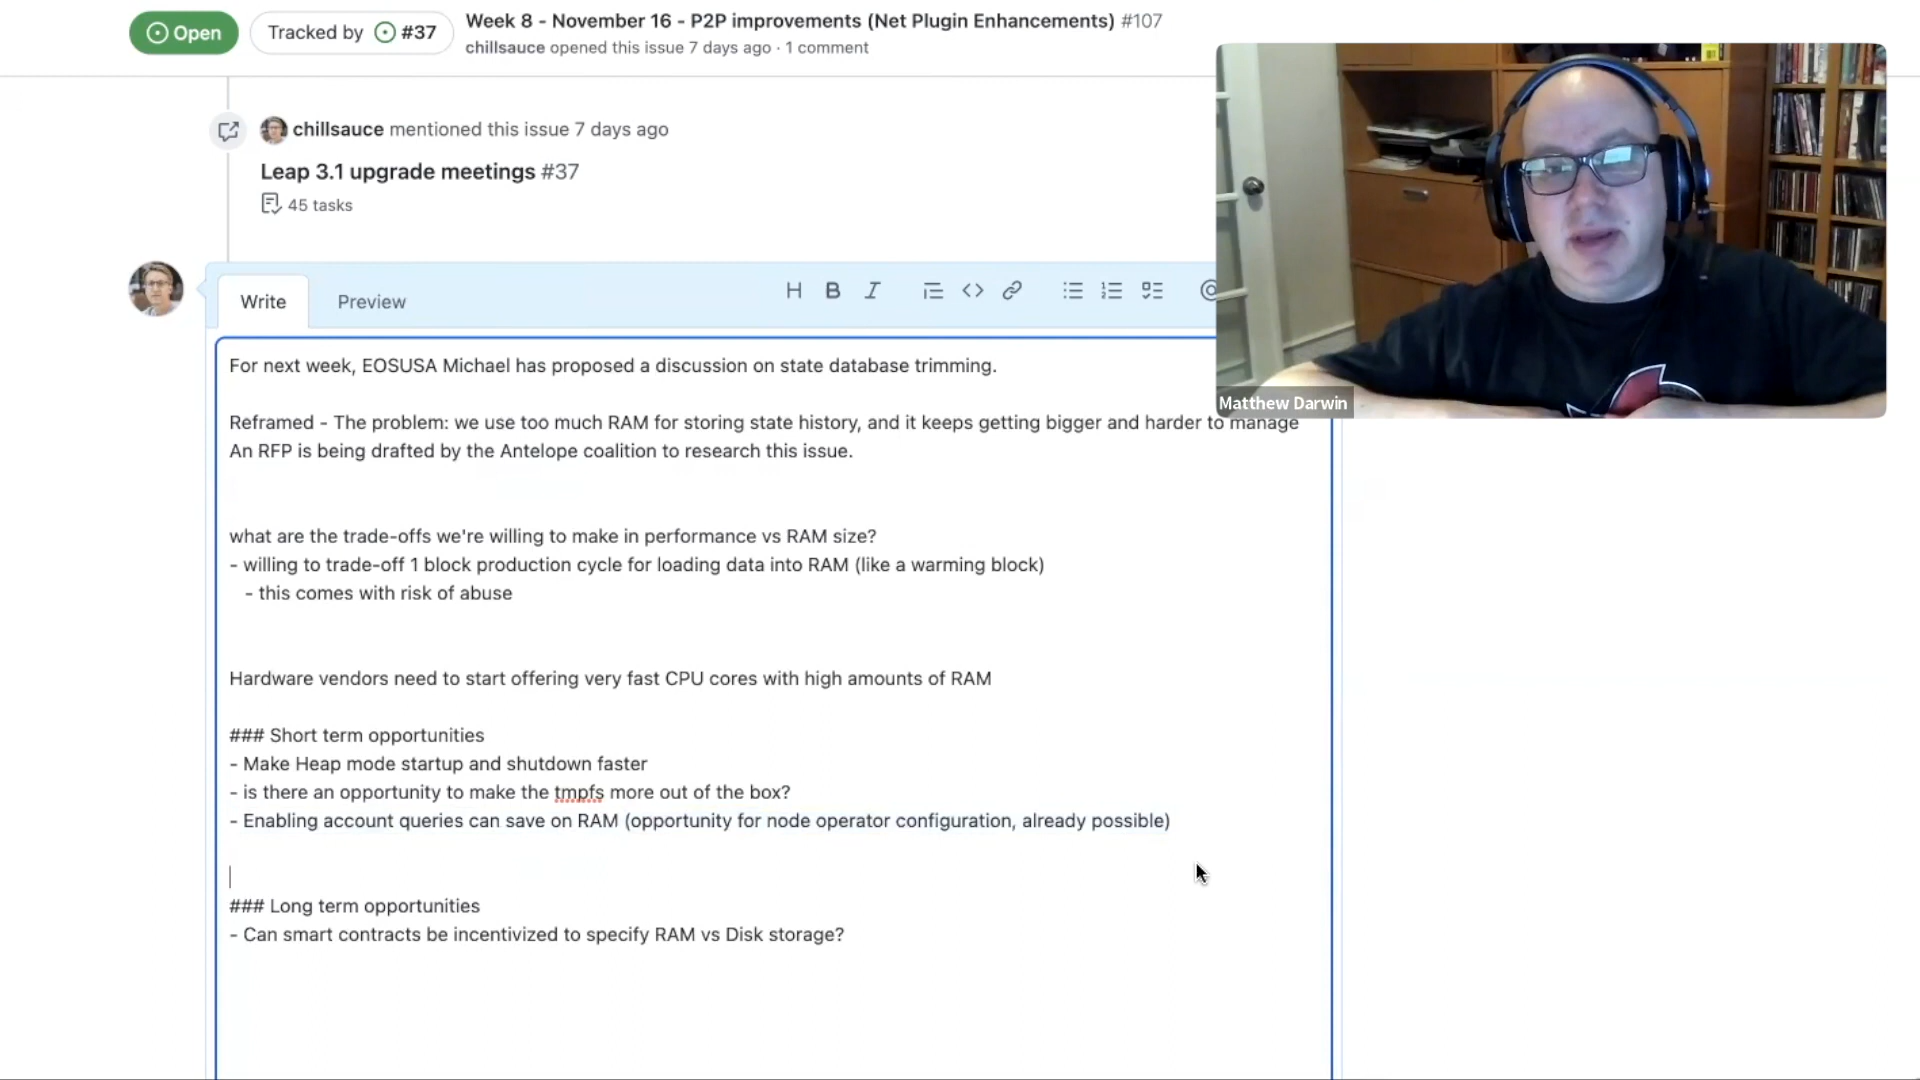 Open
Tracked by #37
Week 8 - November 16 - P2P improvements (Net Plugin Enhancements) #107
chillsauce opened this issue 7 days ago · 1 comment
chillsauce mentioned this issue 7 days ago
Leap 3.1 upgrade meetings #37
45 tasks
Write
Preview
H B I
Matthew Darwin
For next week, EOSUSA Michael has proposed a discussion on state database trimming.
Reframed - The problem: we use too much RAM for storing state history, and it keeps getting bigger and harder to manage
An RFP is being drafted by the Antelope coalition to research this issue.
what are the trade-offs we're willing to make in performance vs RAM size?
- willing to trade-off 1 block production cycle for loading data into RAM (like a warming block)
- this comes with risk of abuse
Hardware vendors need to start offering very fast CPU cores with high amounts of RAM
### Short term opportunities
- Make Heap mode startup and shutdown faster
- is there an opportunity to make the tmpfs more out of the box?
- Enabling account queries can save on RAM (opportunity for node operator configuration, already possible)
### Long term opportunities
- Can smart contracts be incentivized to specify RAM vs Disk storage?